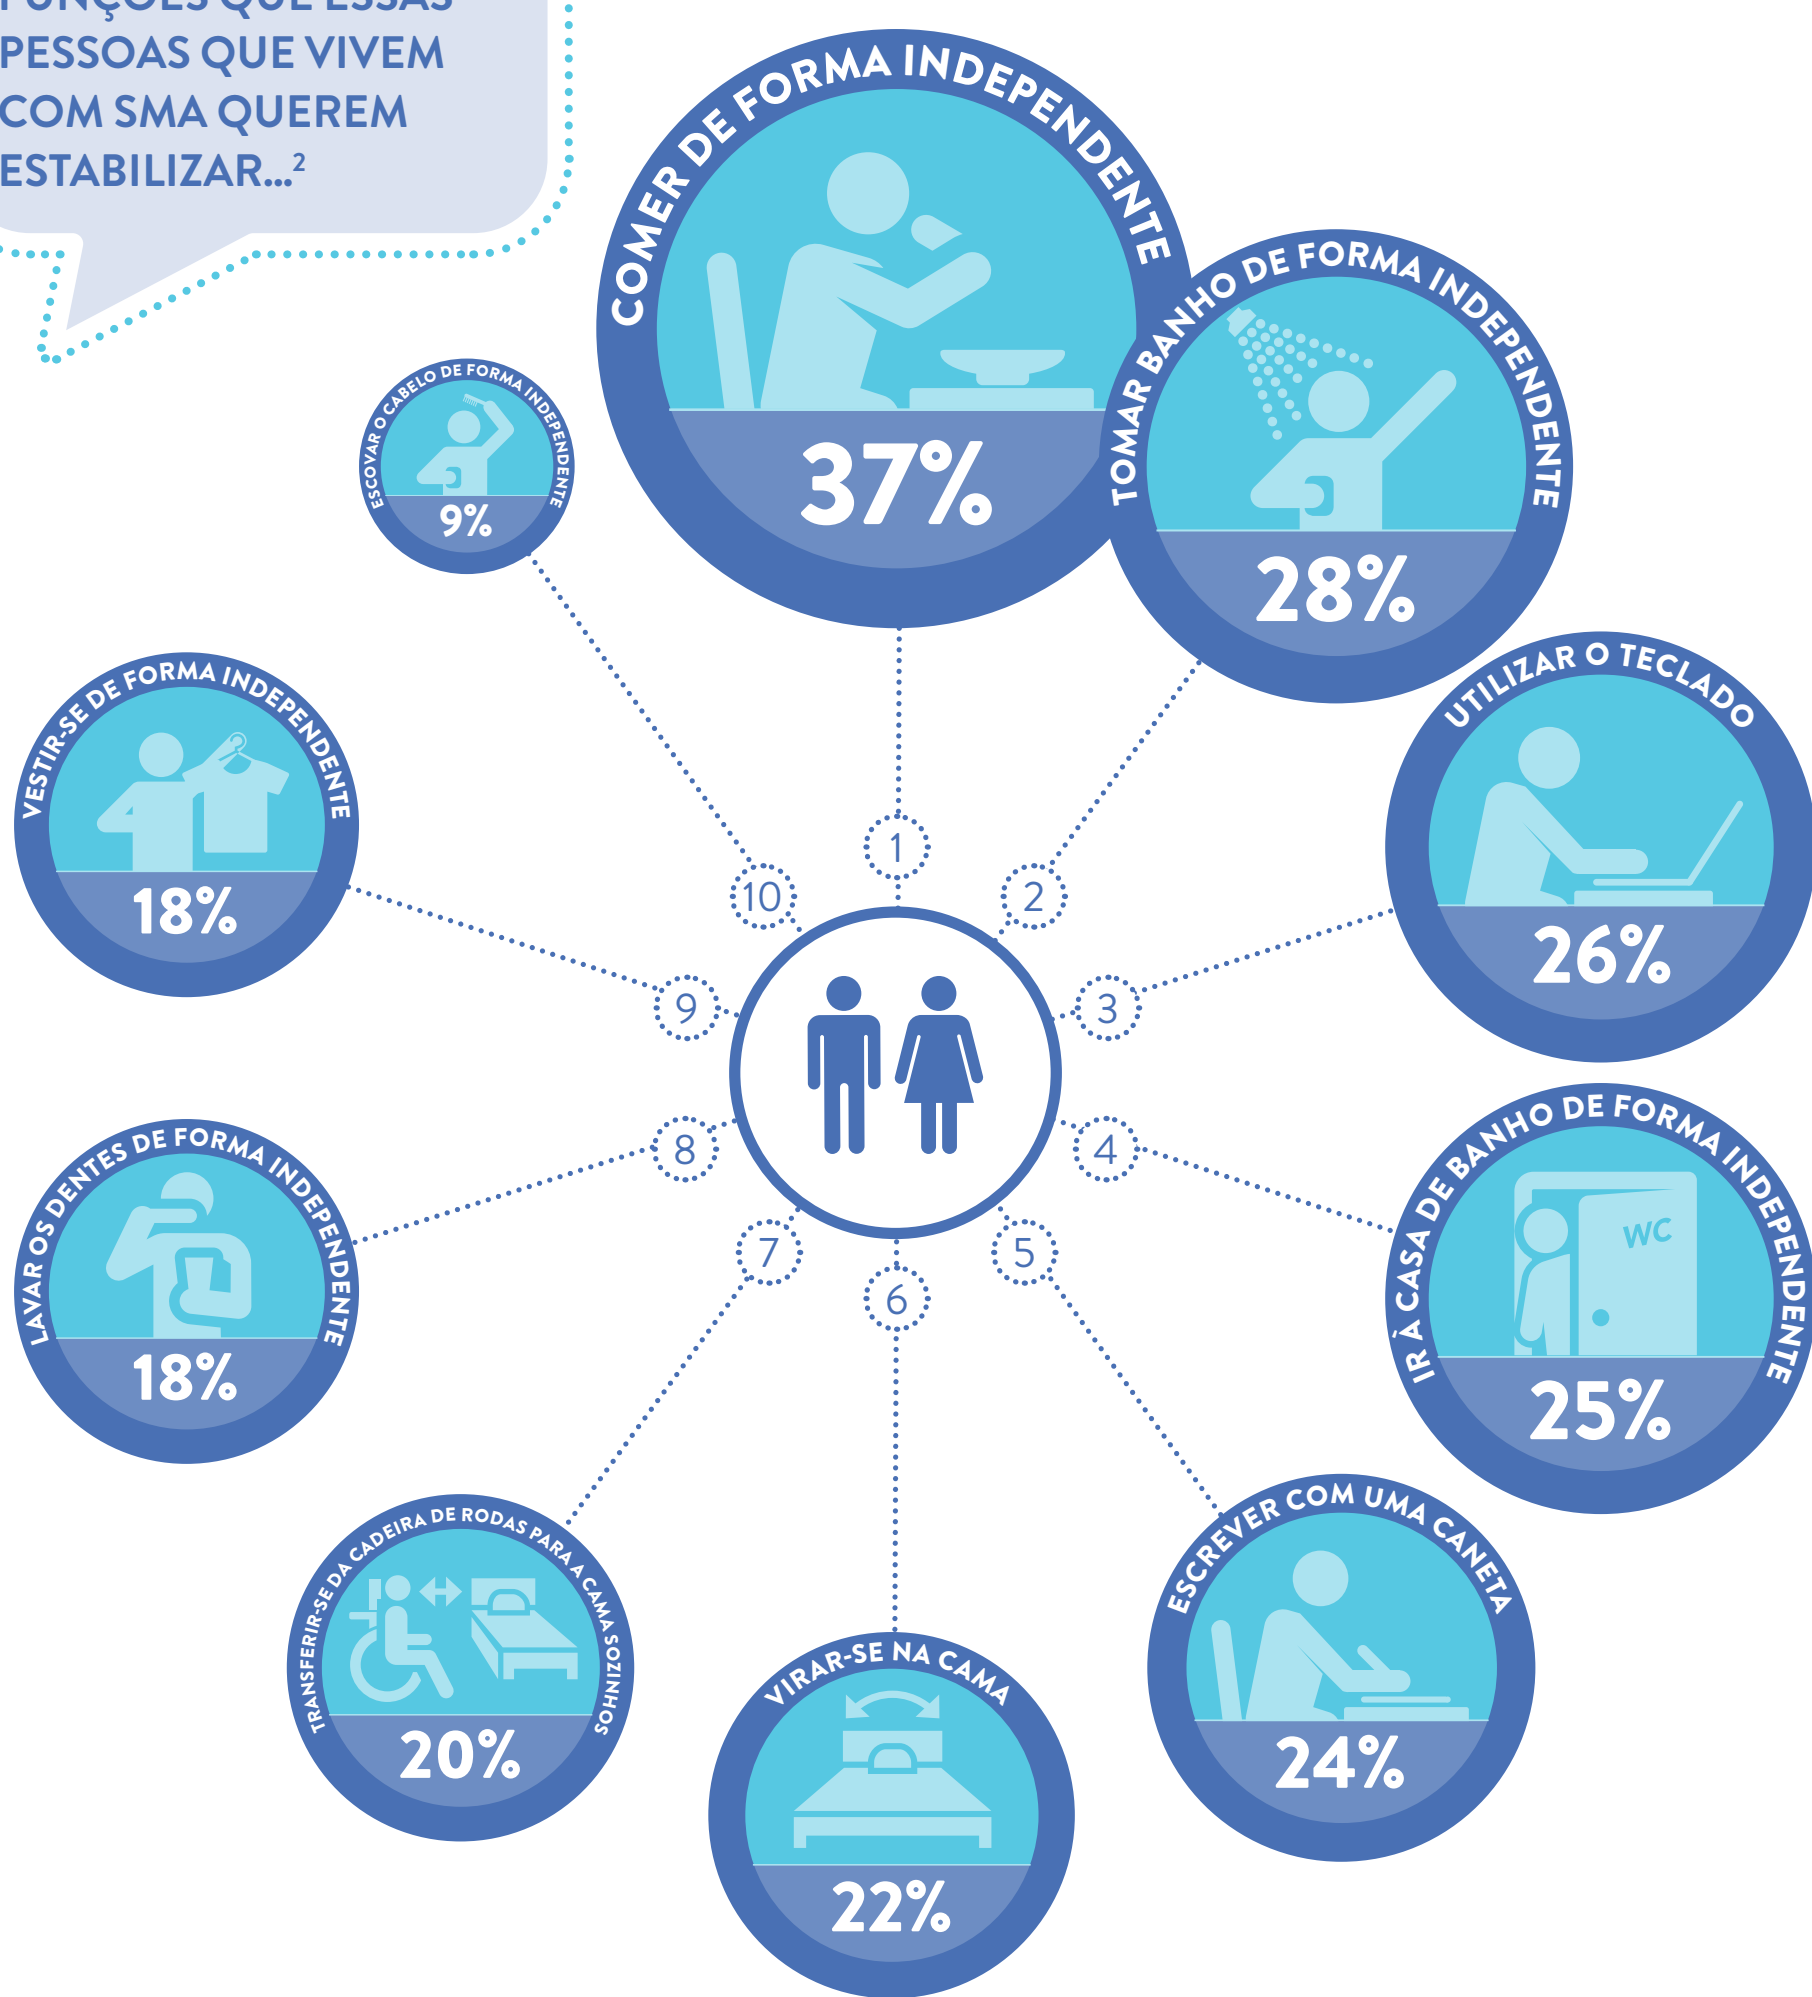 FUNÇÕES QUE ESSAS
PESSOAS QUE VIVEM
COM SMA QUEREM
ESTABILIZAR...²
COMER DE FORMA INDEPENDENTE
37%
TOMAR BANHO DE FORMA INDEPENDENTE
28%
UTILIZAR O TECLADO
26%
IR À CASA DE BANHO DE FORMA INDEPENDENTE
WC
25%
ESCREVER COM UMA CANETA
24%
VIRAR-SE NA CAMA
22%
TRANSFERIR-SE DA CADEIRA DE RODAS PARA A CAMA SOZINHOS
20%
LAVAR OS DENTES DE FORMA INDEPENDENTE
18%
VESTIR-SE DE FORMA INDEPENDENTE
18%
ESCOVAR O CABELO DE FORMA INDEPENDENTE
9%
1
2
3
4
5
6
7
8
9
10